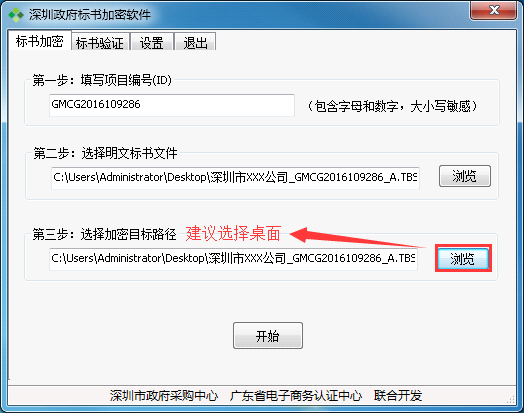 深圳政府标书加密软件
标书加密 标书验证 设置 退出
第一步：填写项目编号(ID)
GMCG2016109286 （包含字母和数字，大小写敏感）
第二步：选择明文标书文件
C:\Users\Administrator\Desktop\深圳市XXX公司_GMCG2016109286_A.TBS 浏览
第三步：选择加密目标路径 建议选择桌面
C:\Users\Administrator\Desktop\深圳市XXX公司_GMCG2016109286_A.TBS 浏览
开始
深圳市政府采购中心 广东省电子商务认证中心 联合开发